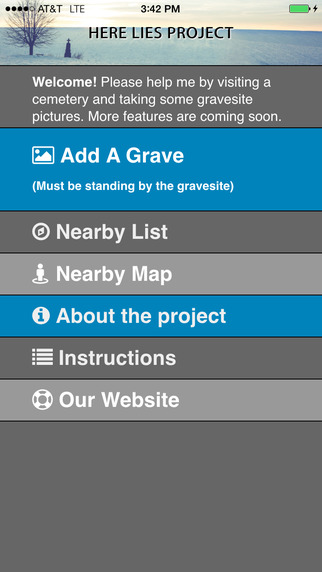 AT&T LTE 3:42 PM
HERE LIES PROJECT
Welcome! Please help me by visiting a
cemetery and taking some gravesite
pictures. More features are coming soon.
Add A Grave
(Must be standing by the gravesite)
Nearby List
Nearby Map
About the project
Instructions
Our Website